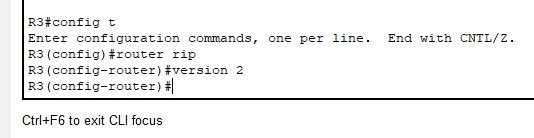 R3#config t
Enter configuration commands, one per line.  End with CNTL/Z.
R3(config)#router rip
R3(config-router)#version 2
R3(config-router)#
Ctrl+F6 to exit CLI focus